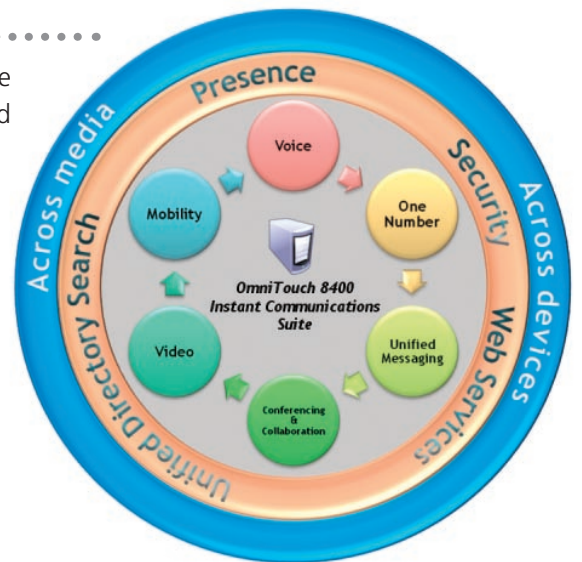 e
d
Across media
Across devices
Presence
Security
Web Services
Unified Directory Search
Voice
One
Number
Unified
Messaging
Conferencing
&
Collaboration
Video
Mobility
OmniTouch 8400
Instant Communications
Suite